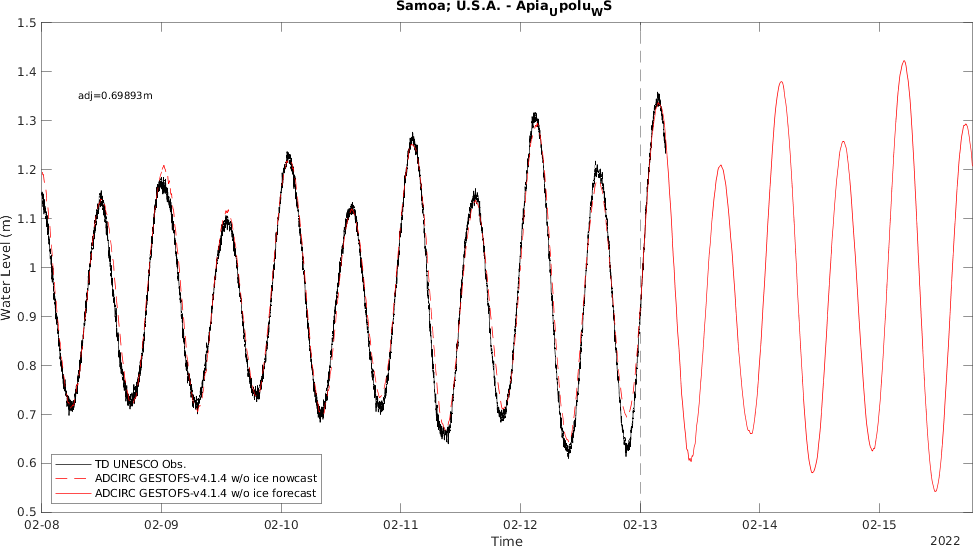 Samoa; U.S.A. - Apia_Upolu_WS
1.5
1.4
1.3
1.2
1.1
1
0.9
0.8
0.7
0.6
0.5
Water Level (m)
adj=0.69893m
TD UNESCO Obs.
ADCIRC GESTOFS-v4.1.4 w/o ice nowcast
ADCIRC GESTOFS-v4.1.4 w/o ice forecast
02-08 02-09 02-10 02-11 02-12 02-13 02-14 02-15
Time
2022